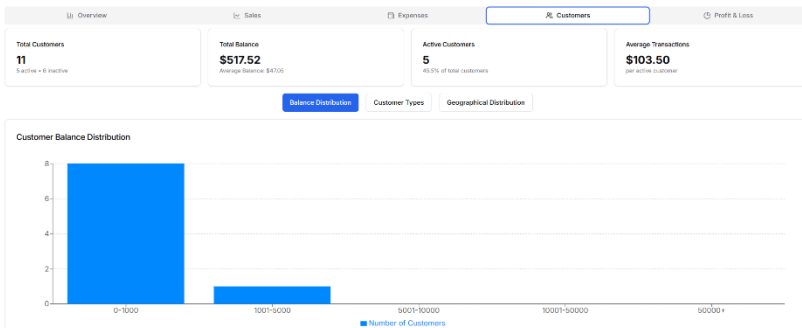 Overview
Sales
Expenses
Customers
Profit & Loss
Total Customers
11
5 active • 6 inactive
Total Balance
$517.52
Average Balance: $47.05
Active Customers
5
45.5% of total customers
Average Transactions
$103.50
per active customer
Balance Distribution
Customer Types
Geographical Distribution
Customer Balance Distribution
8
6
4
2
0
0-1000
1001-5000
5001-10000
10001-50000
50000+
Number of Customers